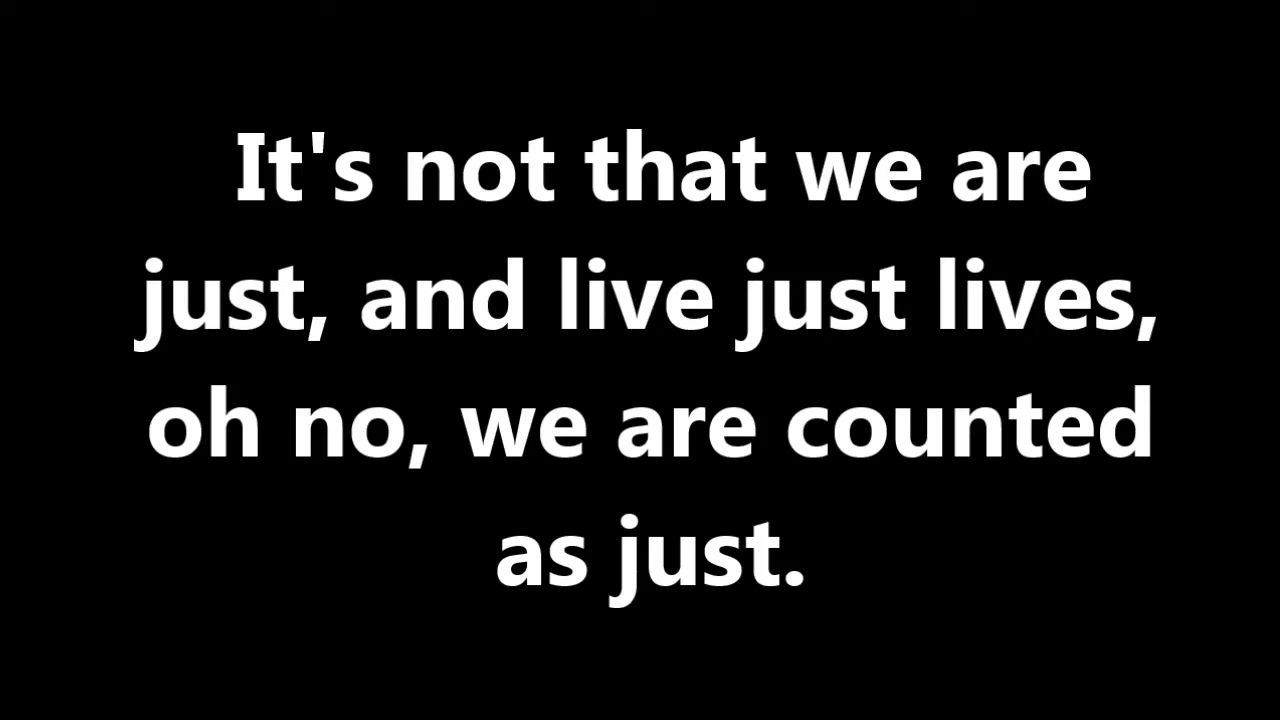 It's not that we are
just, and live just lives,
oh no, we are counted
as just.